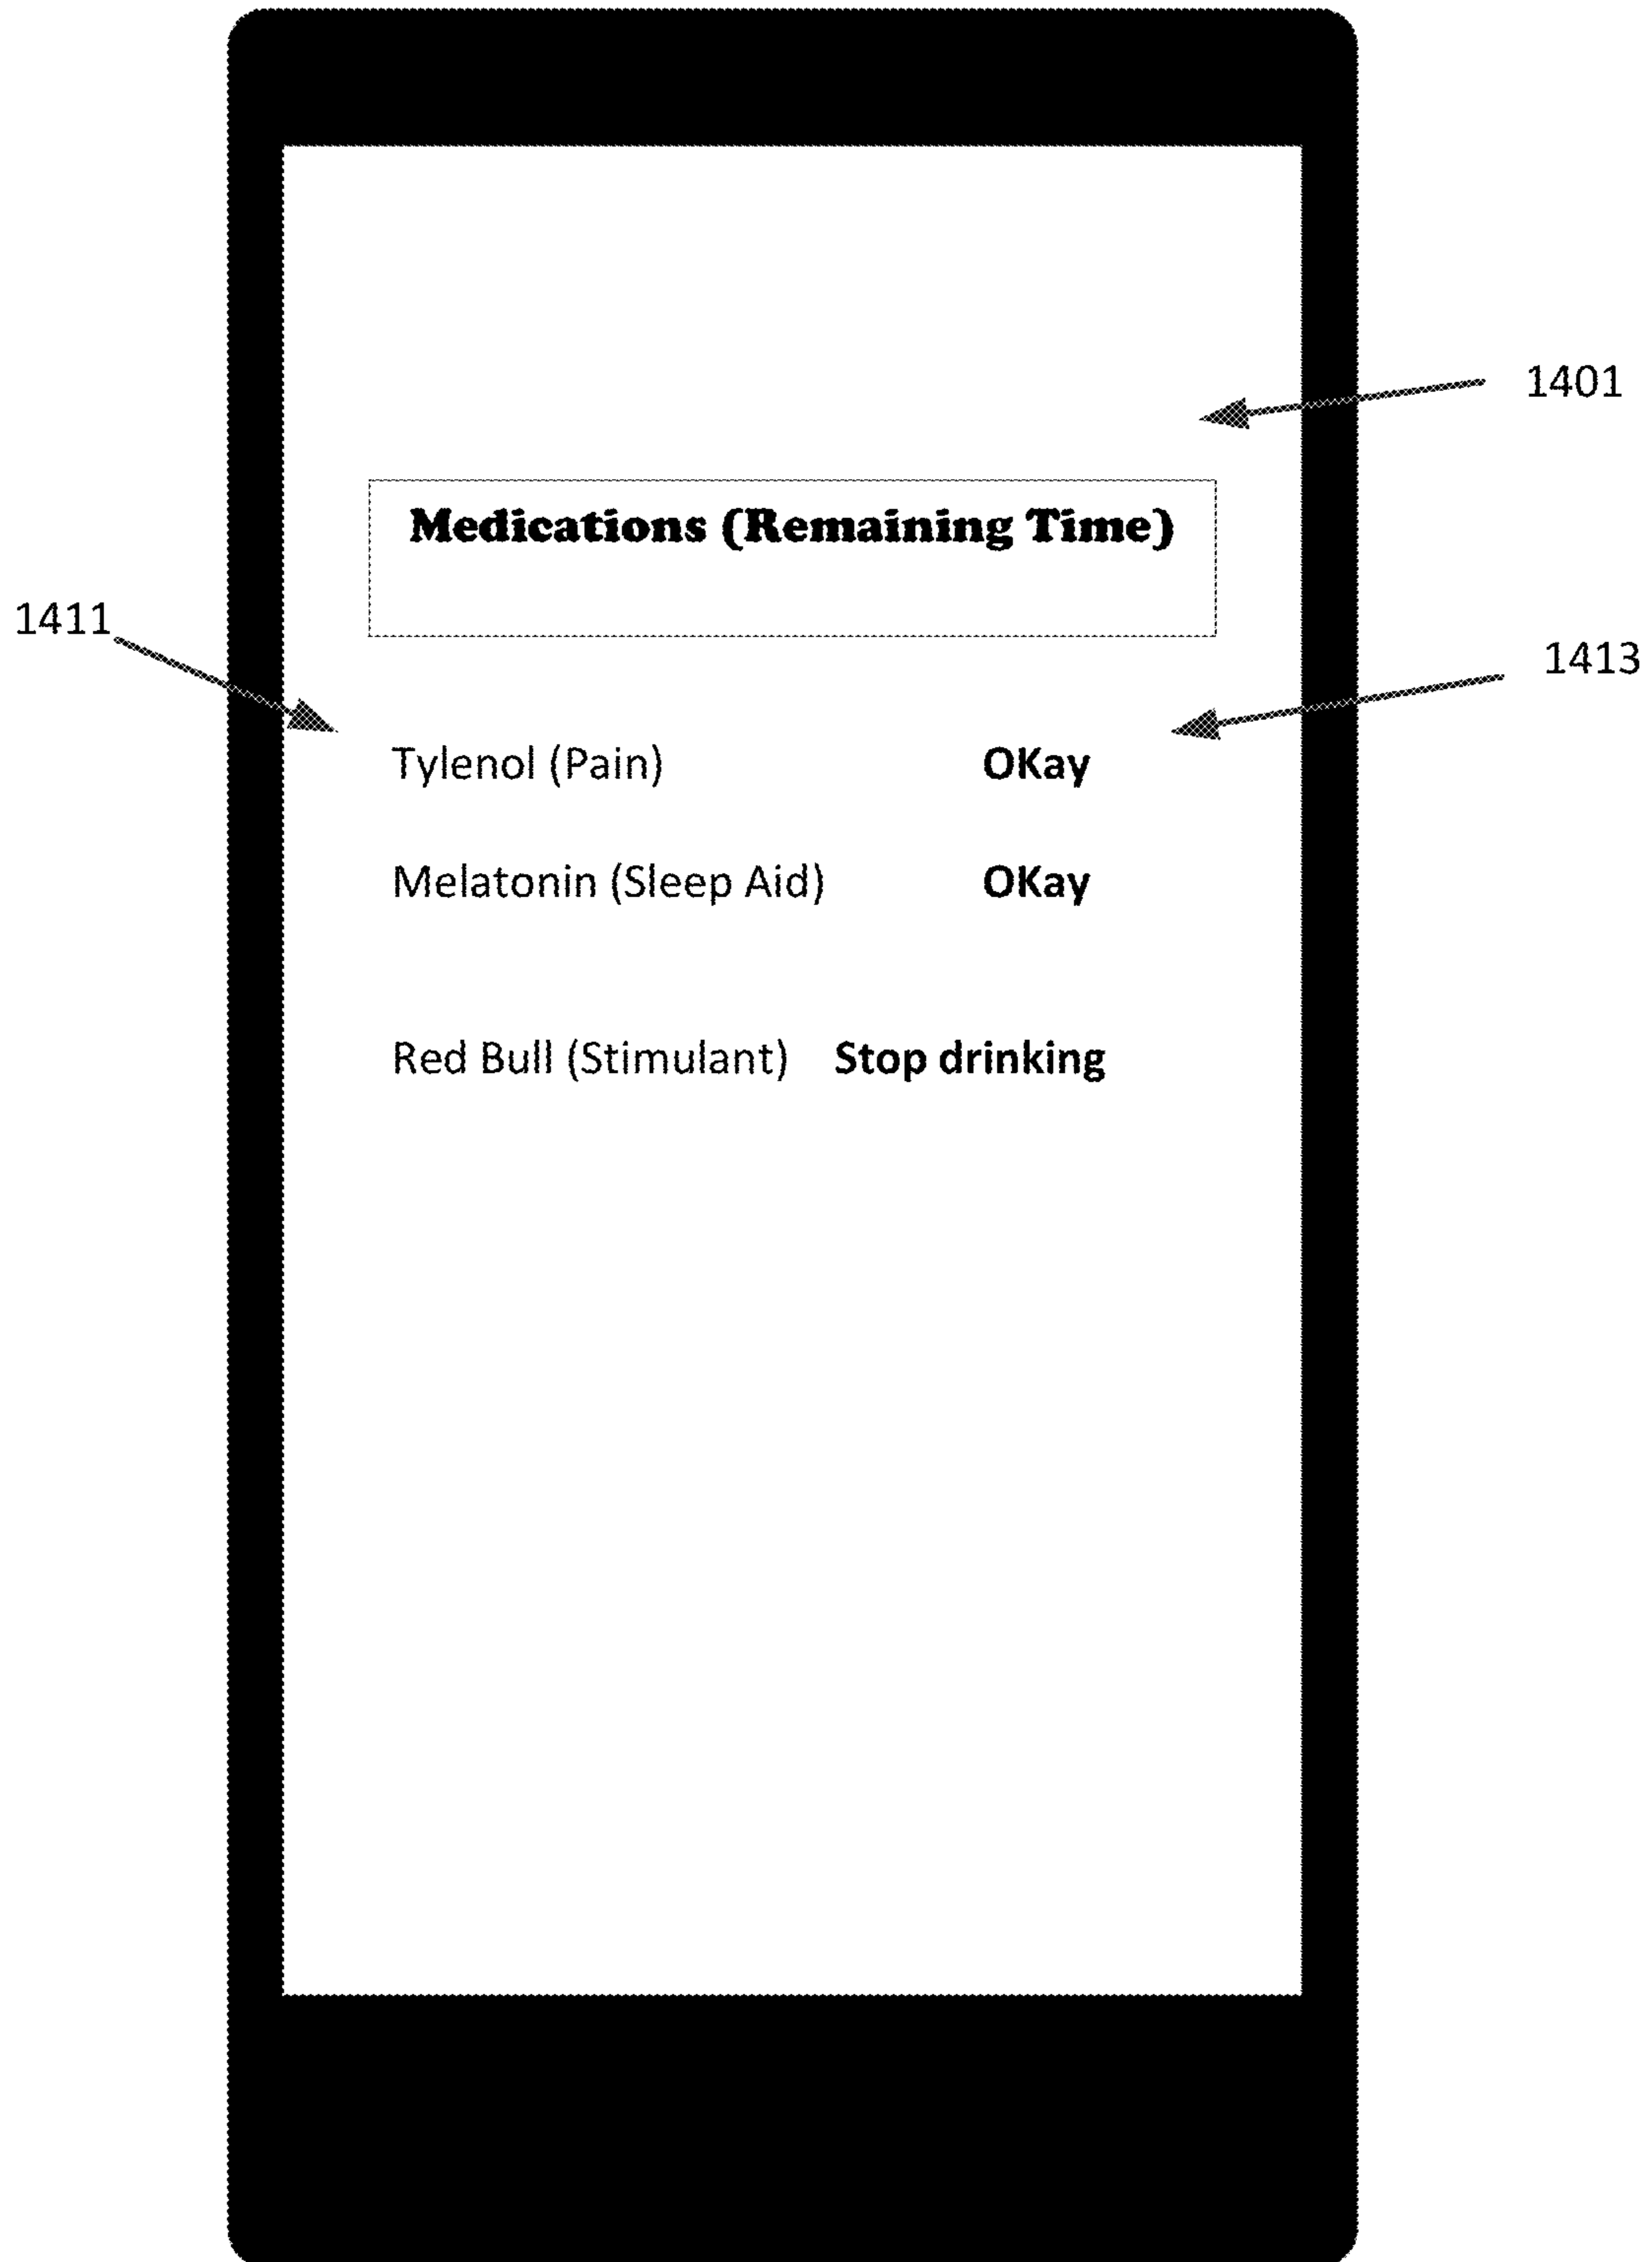 1401
Medications (Remaining Time)
1411
1413
Tylenol (Pain) OKay
Melatonin (Sleep Aid) OKay
Red Bull (Stimulant) Stop drinking